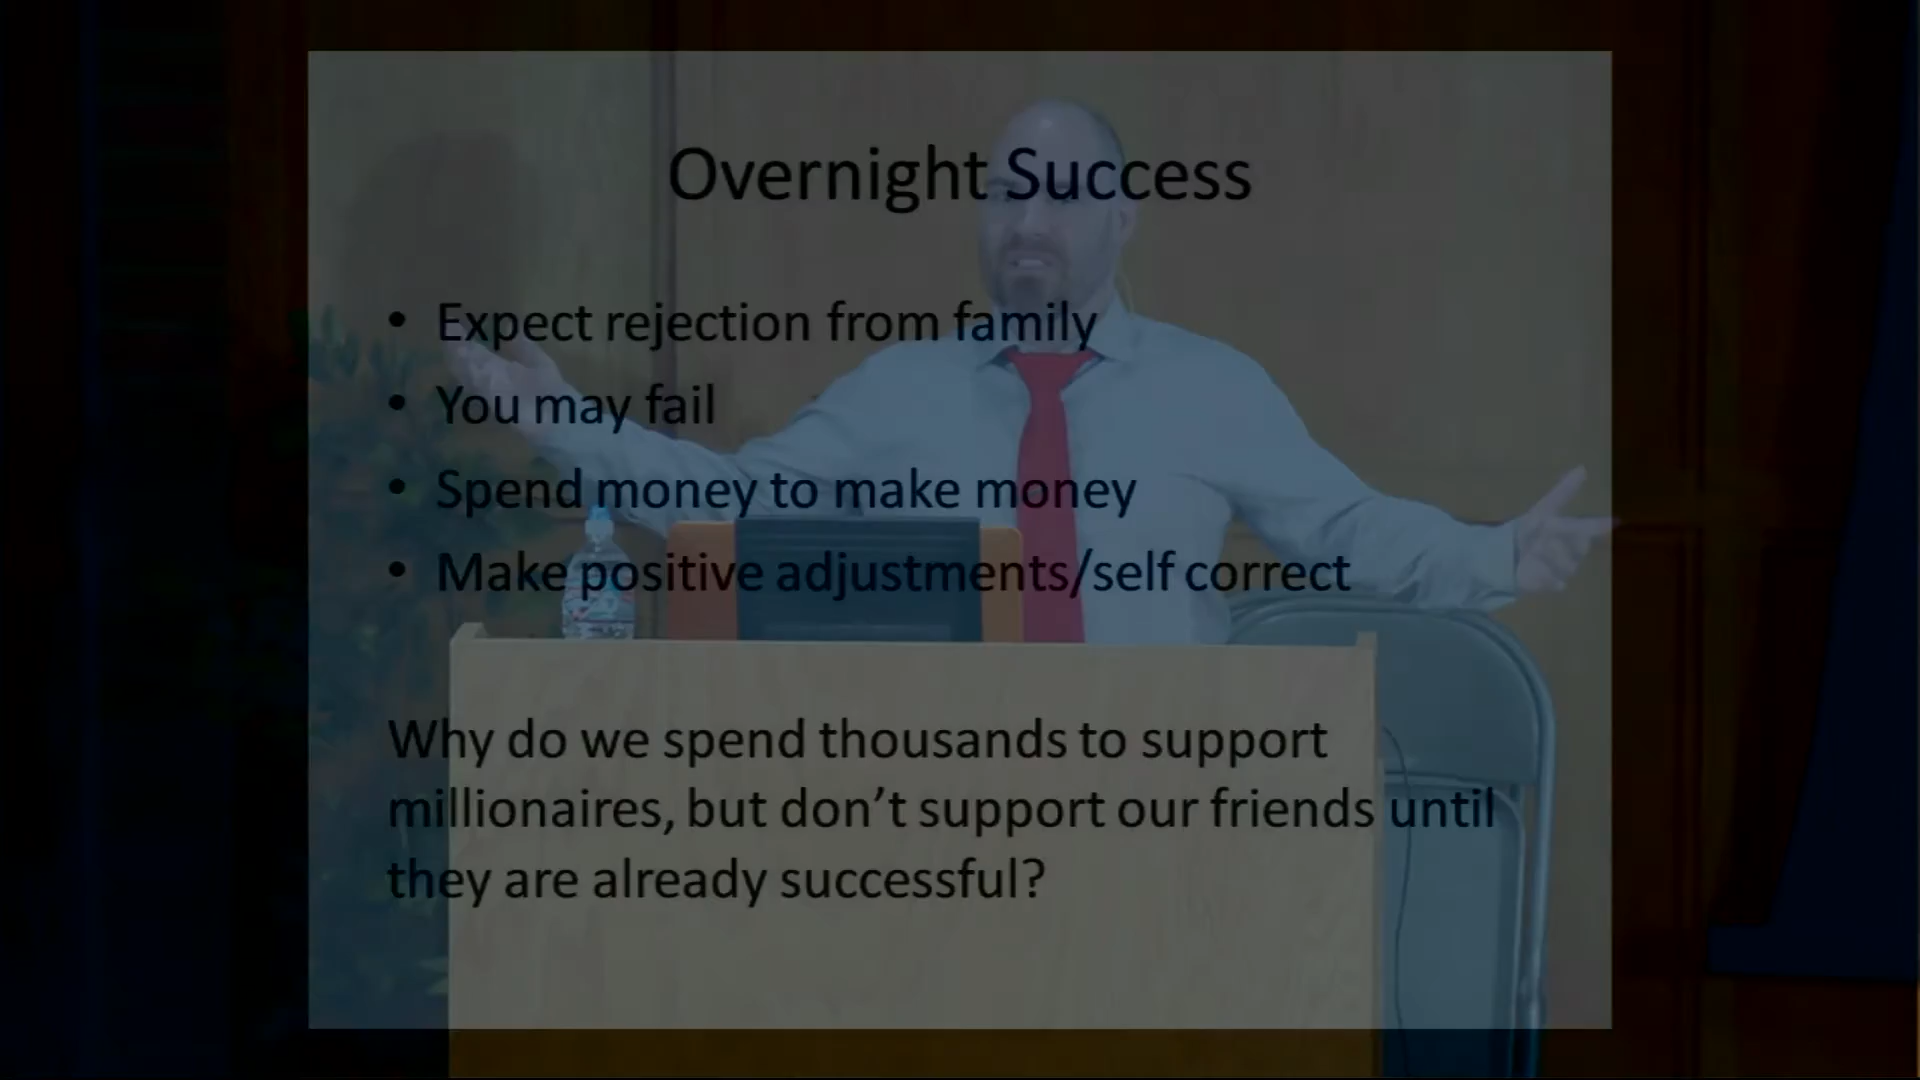 Overnight Success
• Expect rejection from family
• You may fail
• Spend money to make money
• Make positive adjustments/self correct
Why do we spend thousands to support
millionaires, but don’t support our friends until
they are already successful?